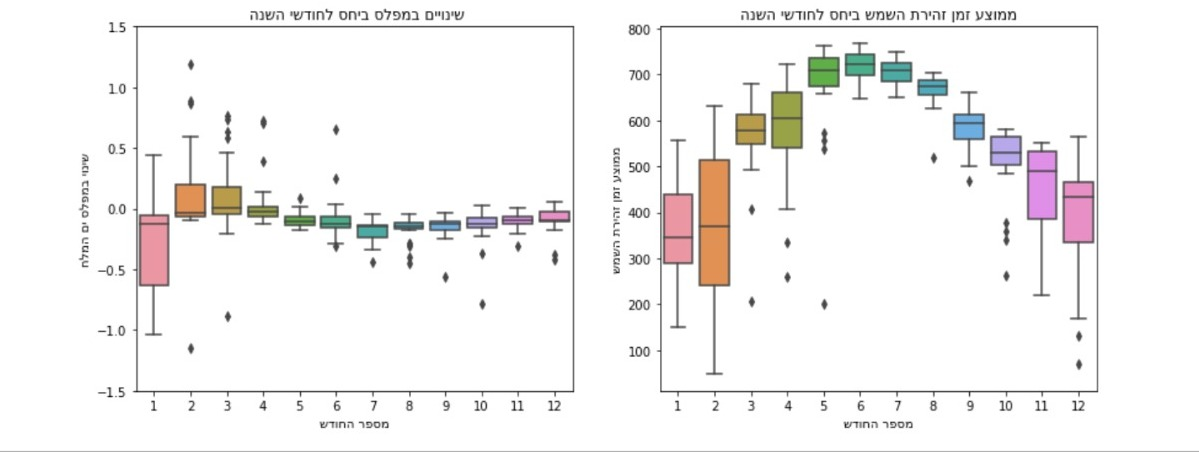 שינויים במפלס ביחס לחודשי השנה
שינוי במפלס ים המלח
1.5
1.0
0.5
0.0
−0.5
−1.0
−1.5
1 2 3 4 5 6 7 8 9 10 11 12
מספר החודש
ממוצע זמן זהירת השמש ביחס לחודשי השנה
ממוצע זמן זהירת השמש
800
700
600
500
400
300
200
100
1 2 3 4 5 6 7 8 9 10 11 12
מספר החודש